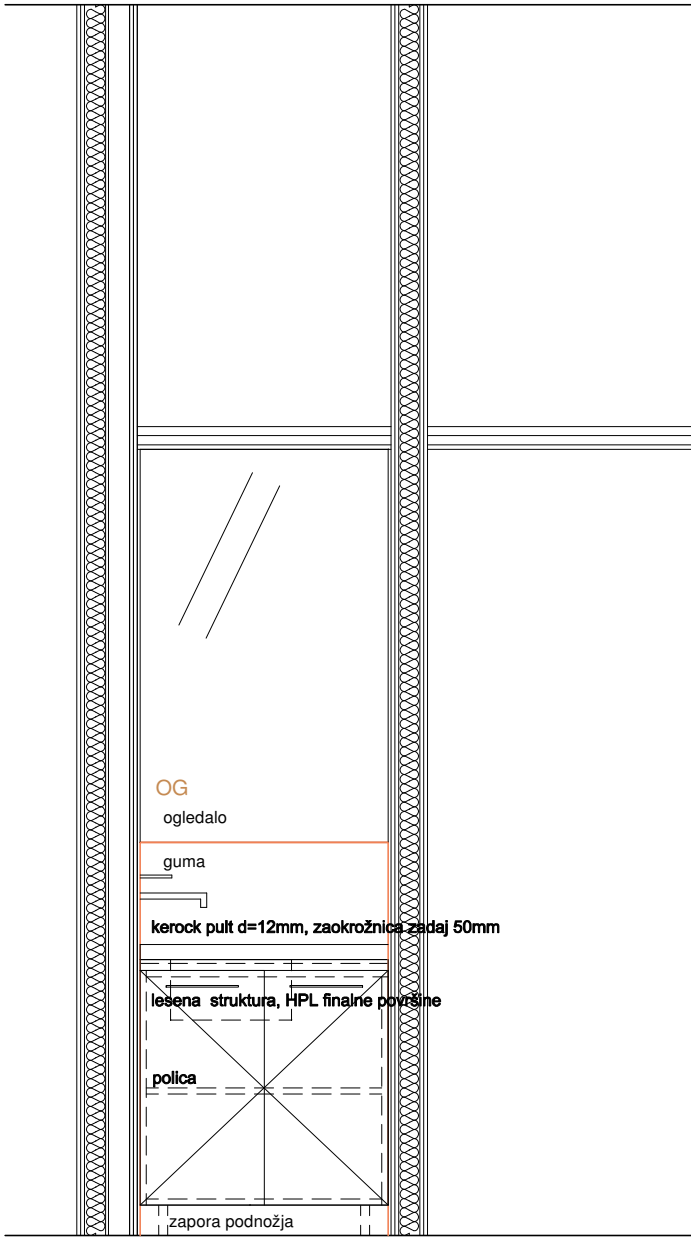 OG
ogledalo
guma
kerock pult d=12mm, zaokrožnica zadaj 50mm
lesena struktura, HPL finalne površine
polica
zapora podnožja